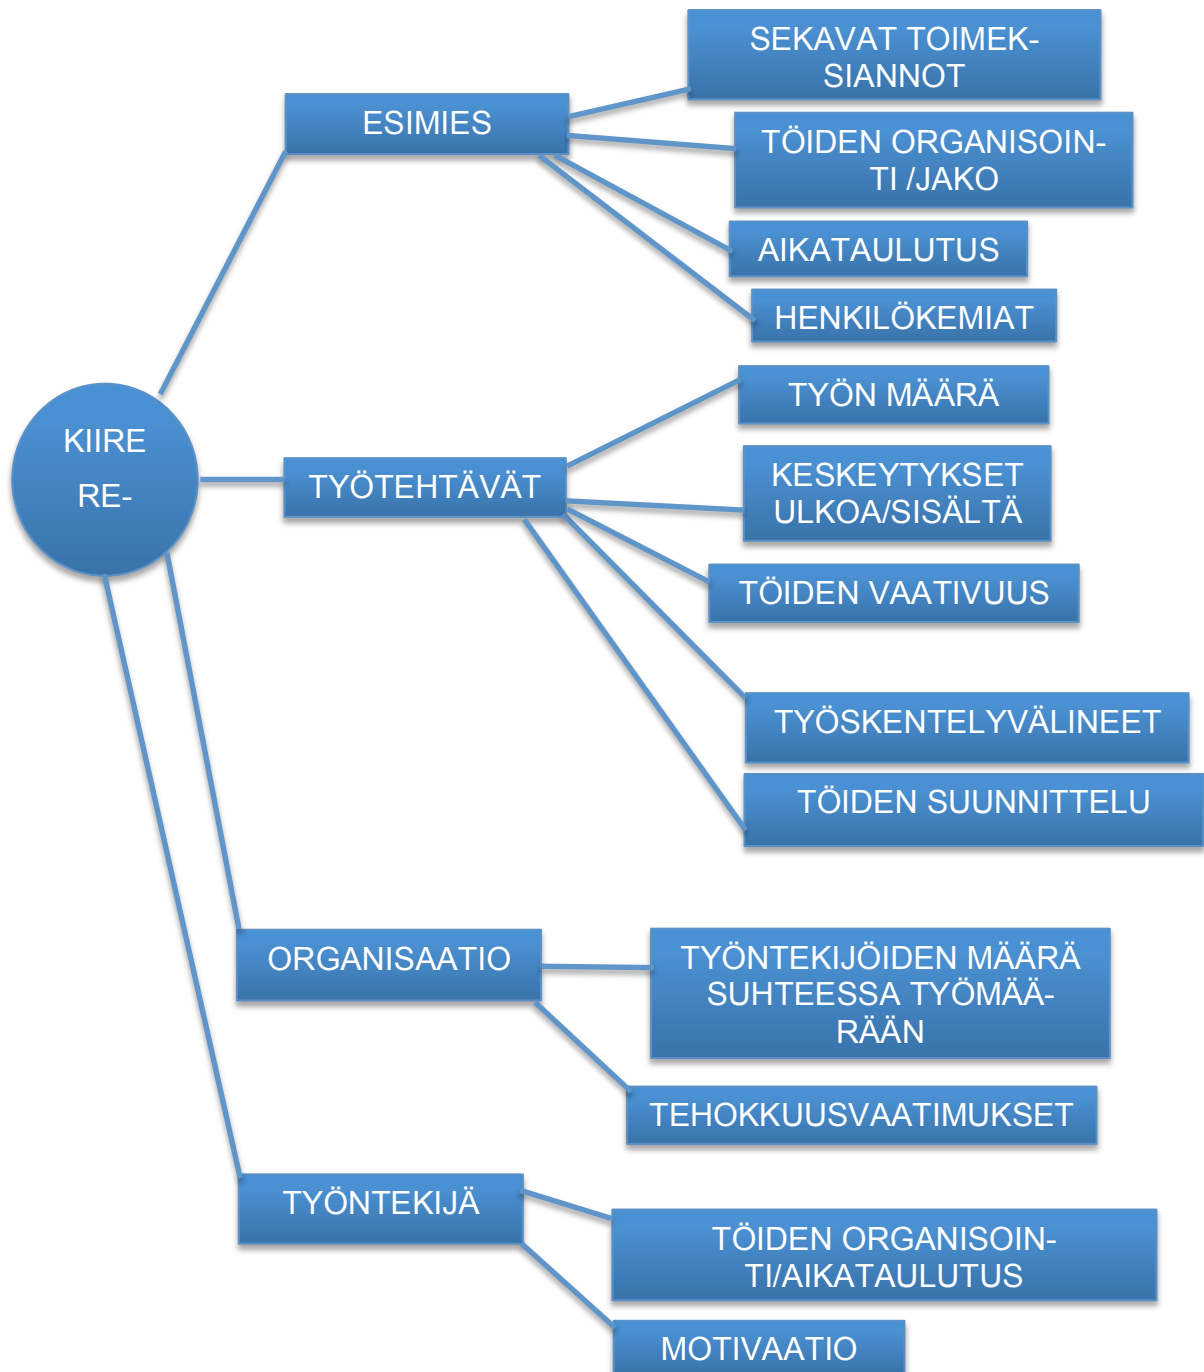 SEKAVAT TOIMEK-
SIANNOT
ESIMIES
TÖIDEN ORGANISOIN-
TI /JAKO
AIKATAULUTUS
HENKILÖKEMIAT
KIIRE
RE-
TYÖTEHTÄVÄT
TYÖN MÄÄRÄ
KESKEYTYKSET
ULKOA/SISÄLTÄ
TÖIDEN VAATIVUUS
TYÖSKENTELYVÄLINEET
TÖIDEN SUUNNITTELU
ORGANISAATIO
TYÖNTEKIJÖIDEN MÄÄRÄ
SUHTEESSA TYÖMÄÄ-
RÄÄN
TEHOKKUUSVAATIMUKSET
TYÖNTEKIJÄ
TÖIDEN ORGANISOIN-
TI/AIKATAULUTUS
MOTIVAATIO